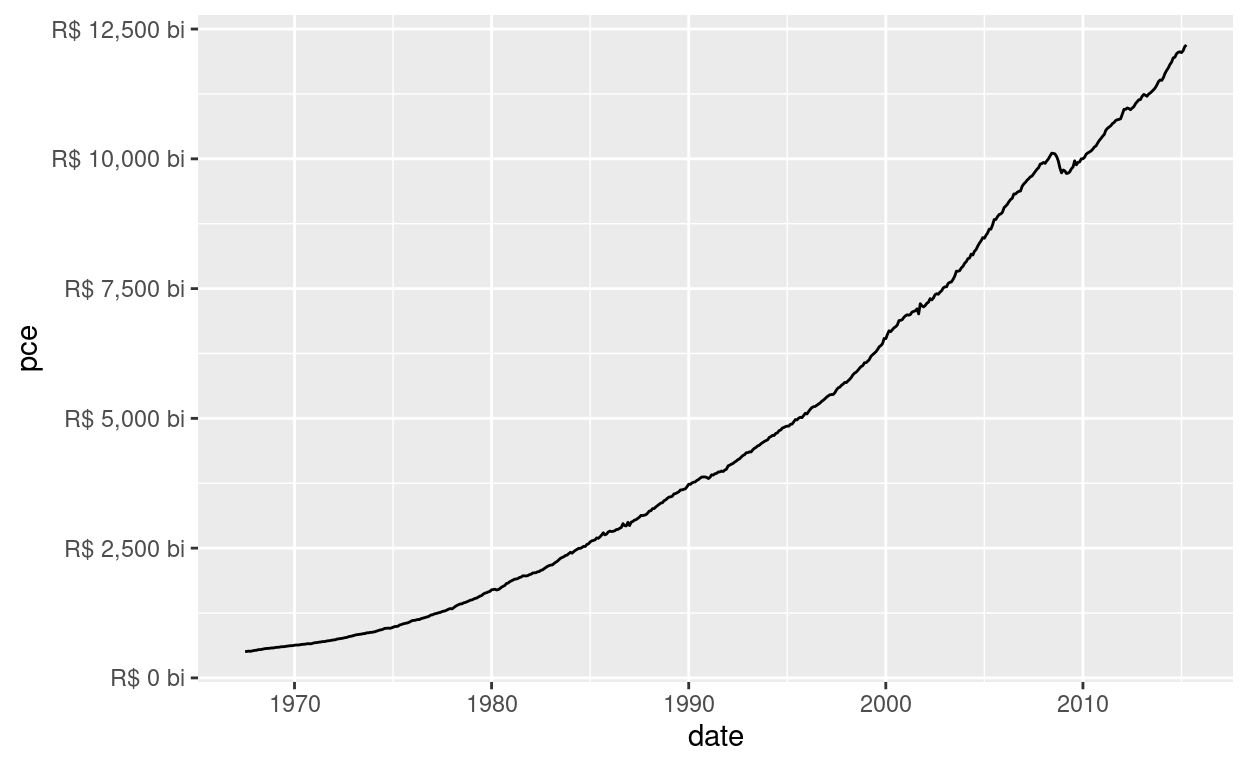 R$ 12,500 bi
R$ 10,000 bi
R$ 7,500 bi
R$ 5,000 bi
R$ 2,500 bi
R$ 0 bi
pce
1970 1980 1990 2000 2010
date